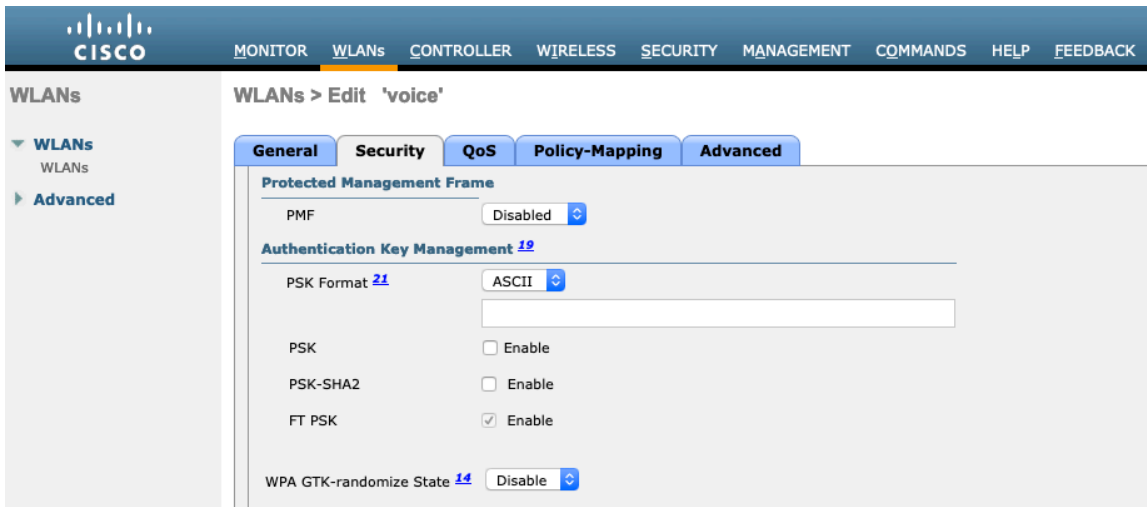 CISCO
MONITOR WLANs CONTROLLER WIRELESS SECURITY MANAGEMENT COMMANDS HELP FEEDBACK
WLANs
WLANs
WLANs
Advanced
WLANs > Edit 'voice'
General Security QoS Policy-Mapping Advanced
Protected Management Frame
PMF Disabled
Authentication Key Management 19
PSK Format 21 ASCII
PSK Enable
PSK-SHA2 Enable
FT PSK Enable
WPA GTK-randomize State 14 Disable